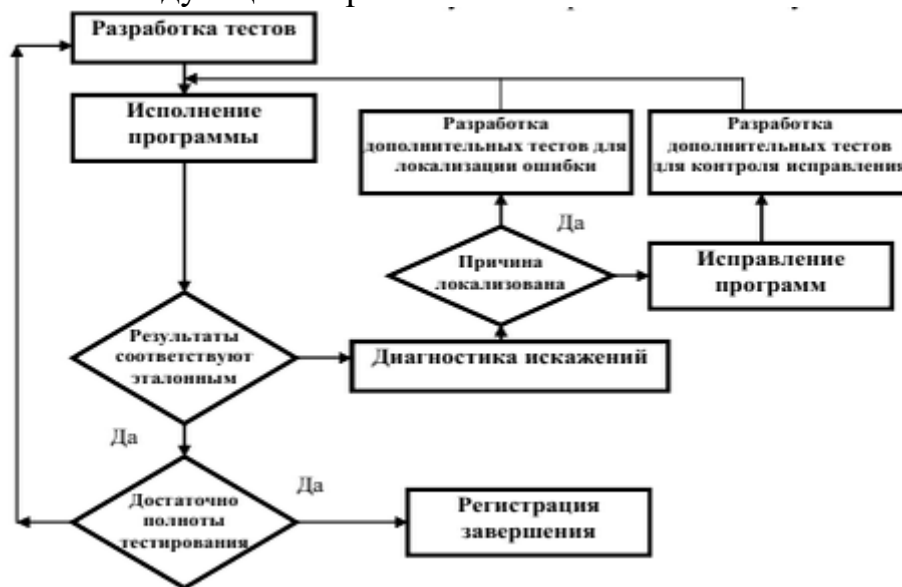 Разработка тестов
Исполнение
программы
Разработка
дополнительных тестов для
локализации ошибки
Разработка
дополнительных тестов
для контроля исправления
Да
Причина
локализована
Исправление
программ
Результаты
соответствуют
эталонным
Диагностика искажений
Да
Достаточно
полноты
тестирования
Да
Регистрация
завершения